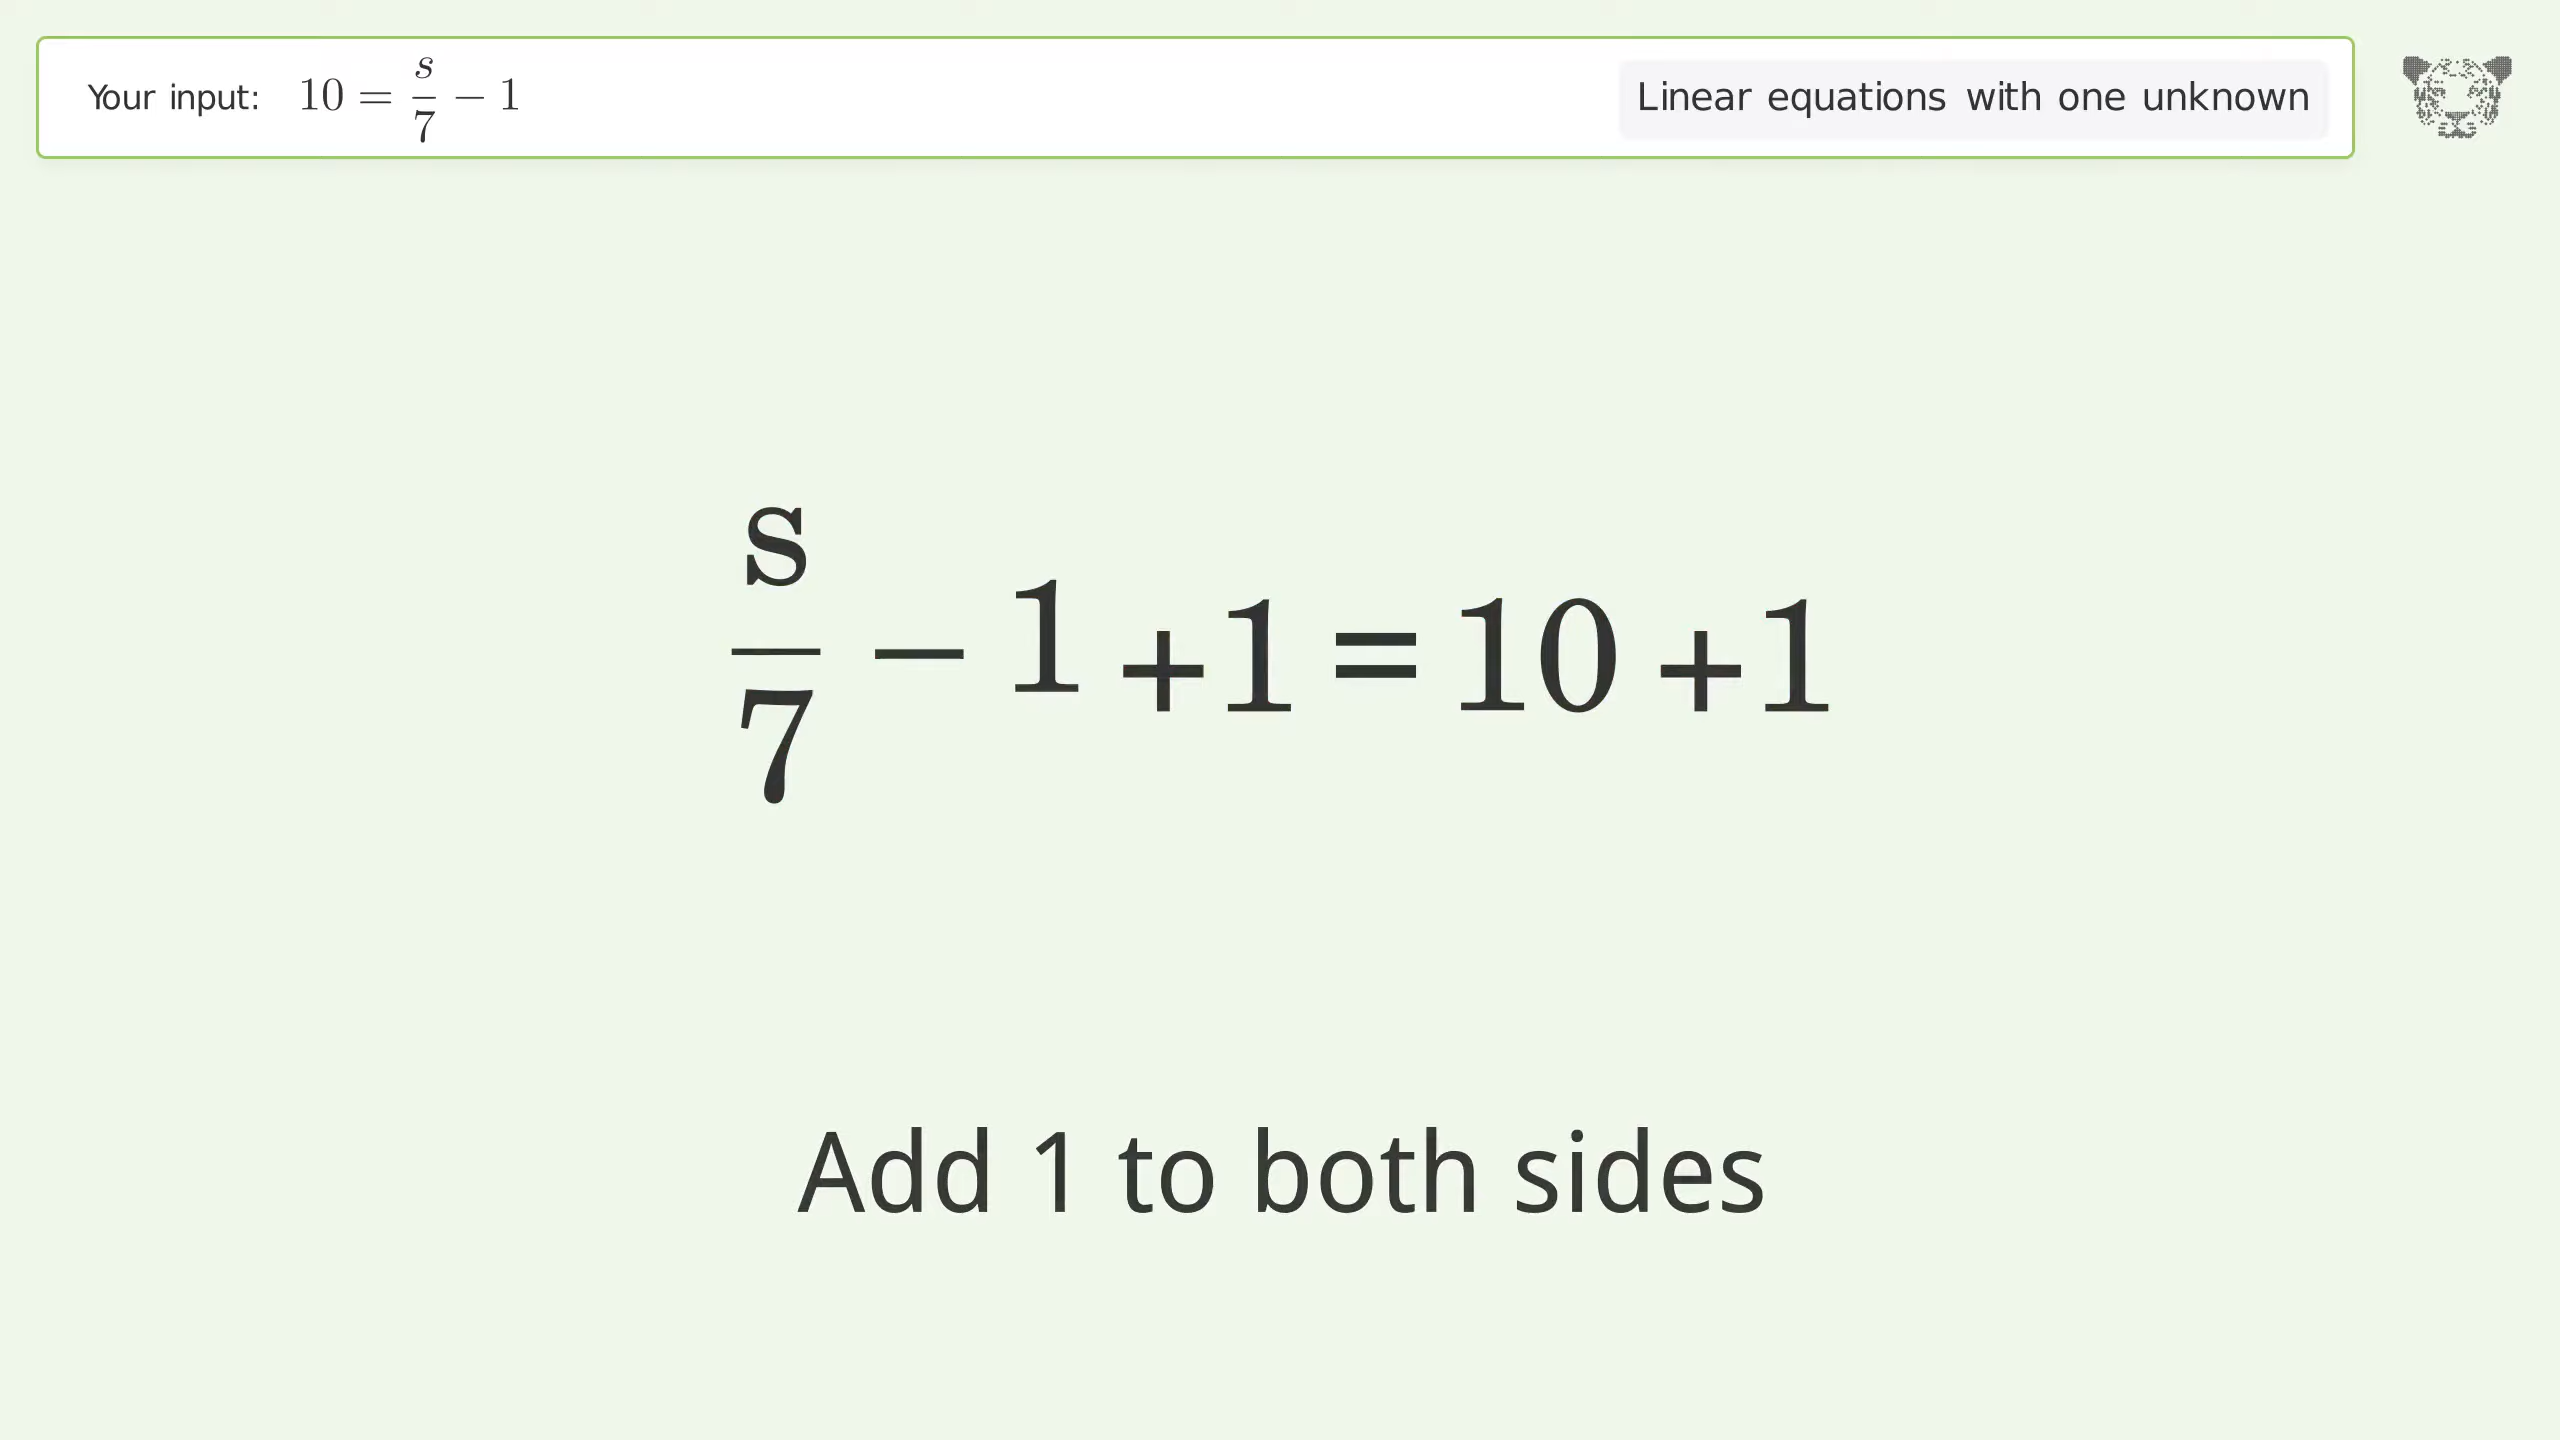 Your input: 10 = s/7 − 1
Linear equations with one unknown
s/7 − 1 +1 = 10 +1
Add 1 to both sides